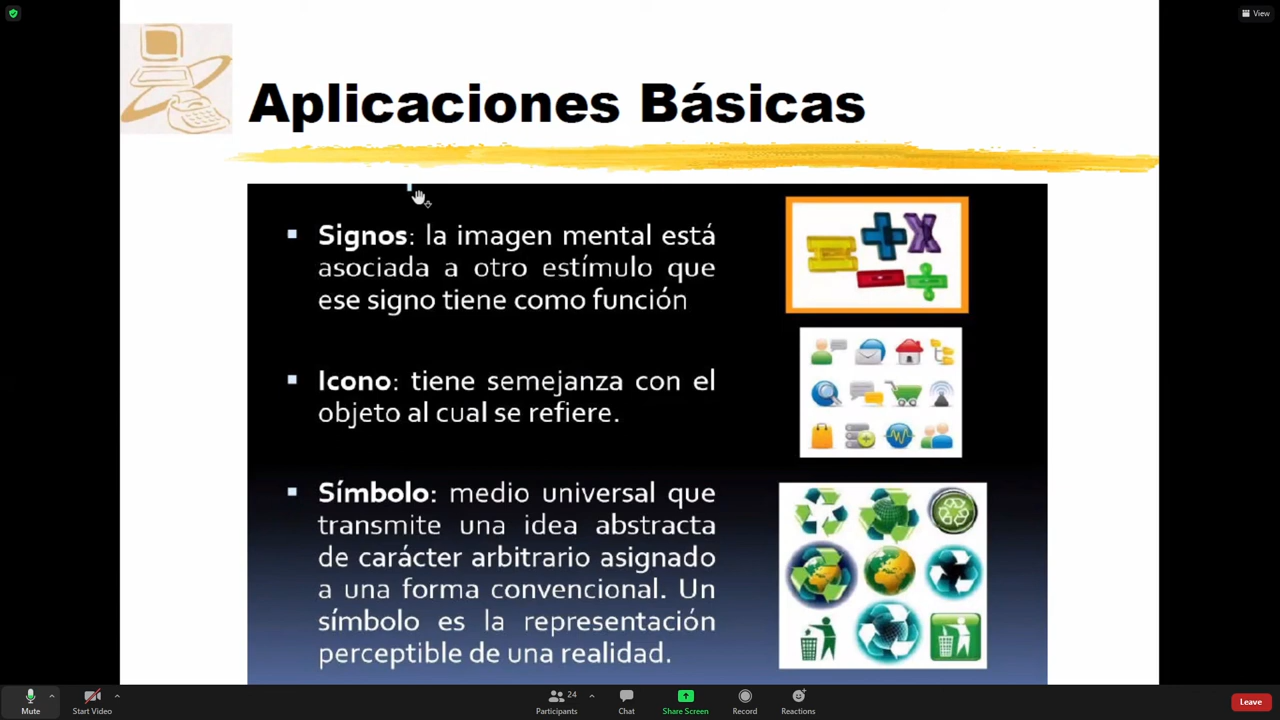 View
Aplicaciones Básicas
Signos: la imagen mental está
asociada a otro estímulo que
ese signo tiene como función
Icono: tiene semejanza con el
objeto al cual se refiere.
Símbolo: medio universal que
transmite una idea abstracta
de carácter arbitrario asignado
a una forma convencional. Un
símbolo es la representación
perceptible de una realidad.
Mute
Start Video
24
Participants
Chat
Share Screen
Record
Reactions
Leave